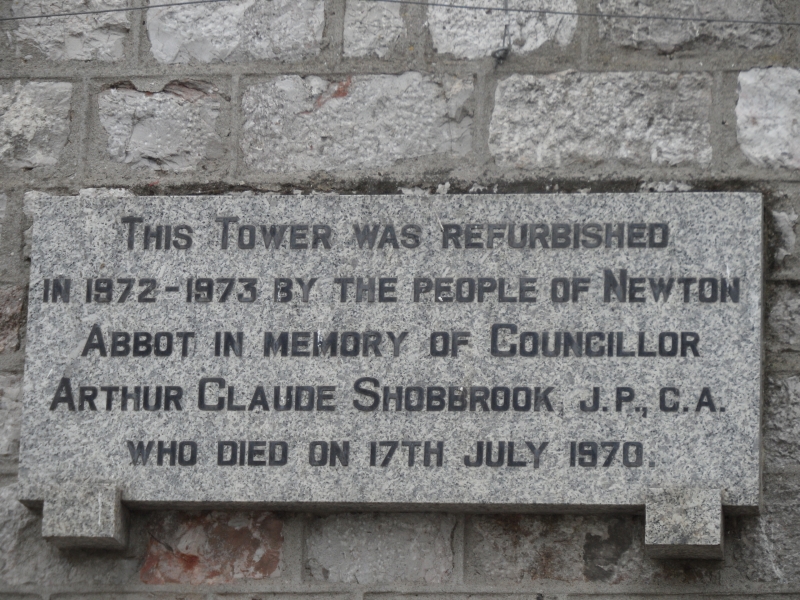 This Tower was refurbished
in 1972-1973 by the people of Newton
Abbot in memory of Councillor
Arthur Claude Shobbrook, J.P., C.A.
who died on 17th July 1970.